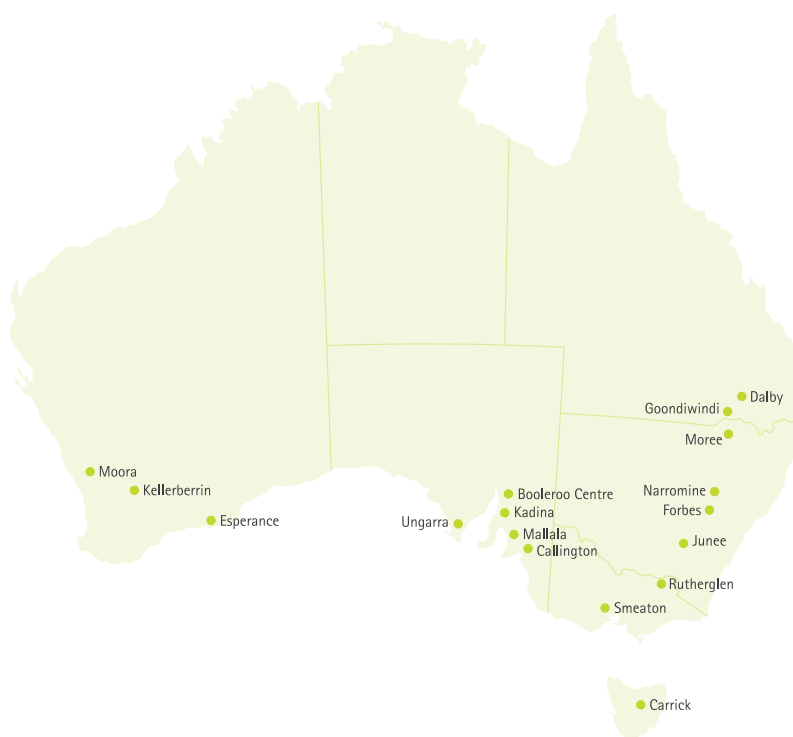 Dalby
Goondiwindi
Moree
Moora
Kellerberrin
Narromine
Booleroo Centre
Forbes
Kadina
Esperance
Ungarra
Mallala
Junee
Callington
Rutherglen
Smeaton
Carrick